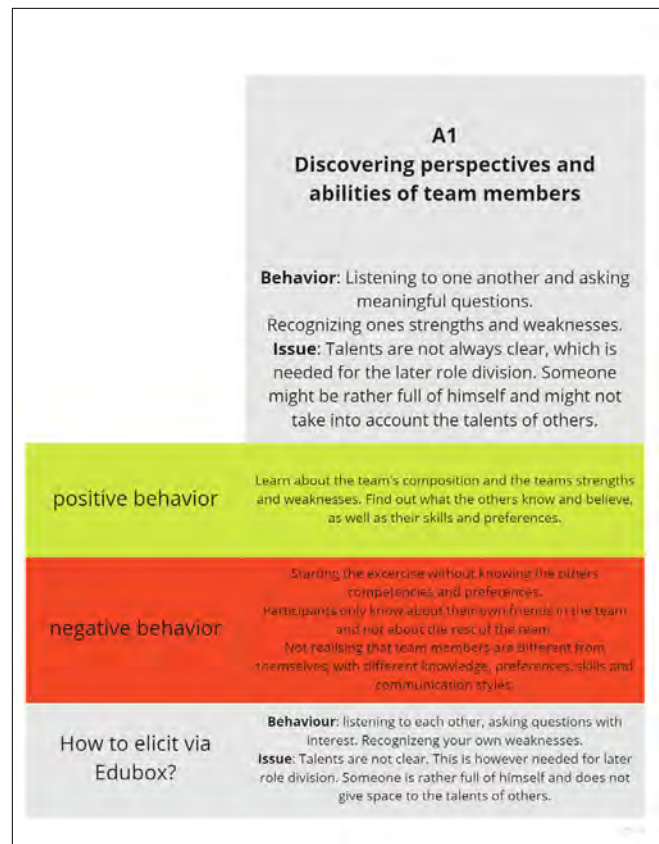 A1
Discovering perspectives and
abilities of team members
Behavior: Listening to one another and asking
meaningful questions.
Recognizing ones strengths and weaknesses.
Issue: Talents are not always clear, which is
needed for the later role division. Someone
might be rather full of himself and might not
take into account the talents of others.
positive behavior
Learn about the team's composition and the teams strengths
and weaknesses. Find out what the others know and believe,
as well as their skills and preferences.
negative behavior
Starting the excercise without knowing the others
competencies and preferences.
Participants only know about their own friends in the team
and not about the rest of the team
Not realising that team members are different from
themselves, with different knowledge, preferences, skills and
communication styles.
How to elicit via
Edubox?
Behaviour: listening to each other, asking questions with
interest. Recognizeng your own weaknesses.
Issue: Talents are not clear. This is however needed for later
role division. Someone is rather full of himself and does not
give space to the talents of others.